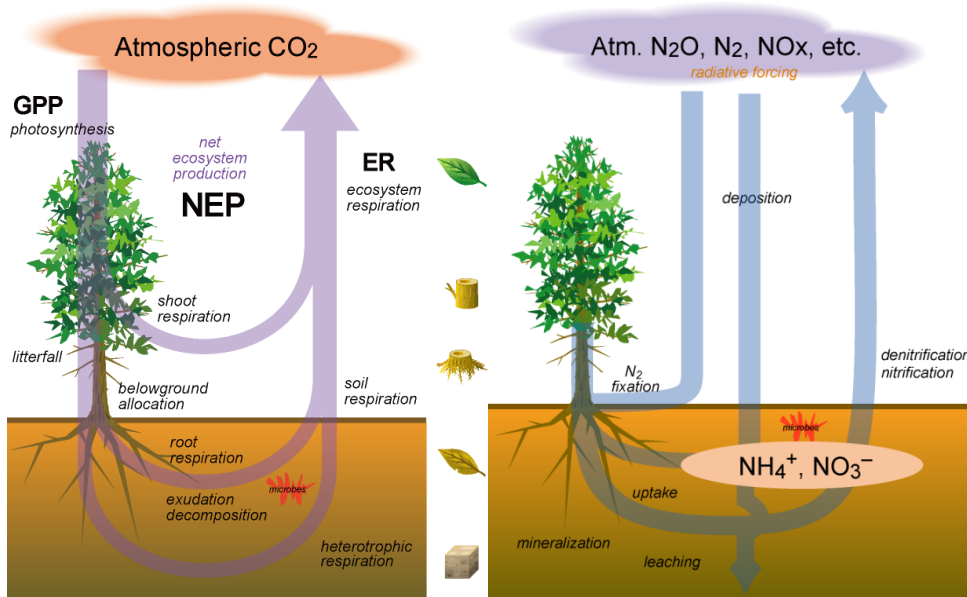 Atmospheric CO₂
GPP
photosynthesis
net
ecosystem
production
NEP
ER
ecosystem
respiration
shoot
respiration
litterfall
belowground
allocation
soil
respiration
root
respiration
microbes
exudation
decomposition
heterotrophic
respiration
Atm. N₂O, N₂, NOx, etc.
radiative forcing
deposition
N₂
fixation
denitrification
nitrification
microbes
NH₄⁺, NO₃⁻
uptake
mineralization
leaching